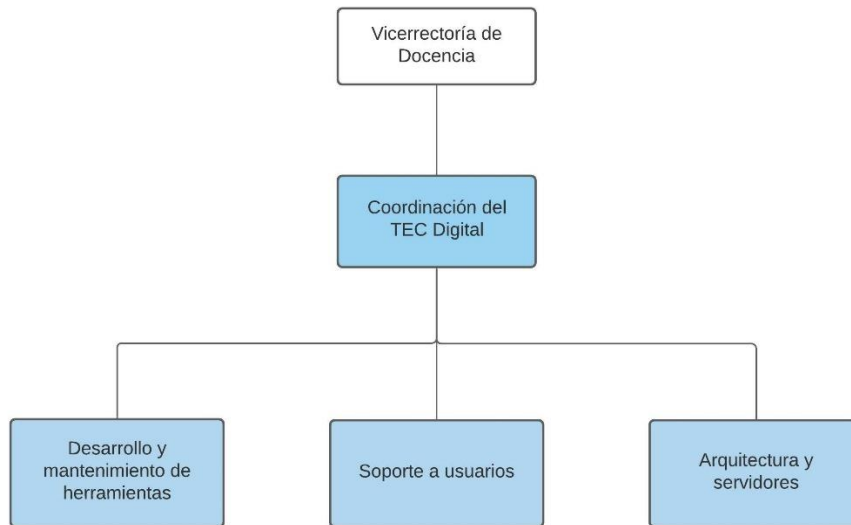 Vicerrectoría de
Docencia
Coordinación del
TEC Digital
Desarrollo y
mantenimiento de
herramientas
Soporte a usuarios
Arquitectura y
servidores